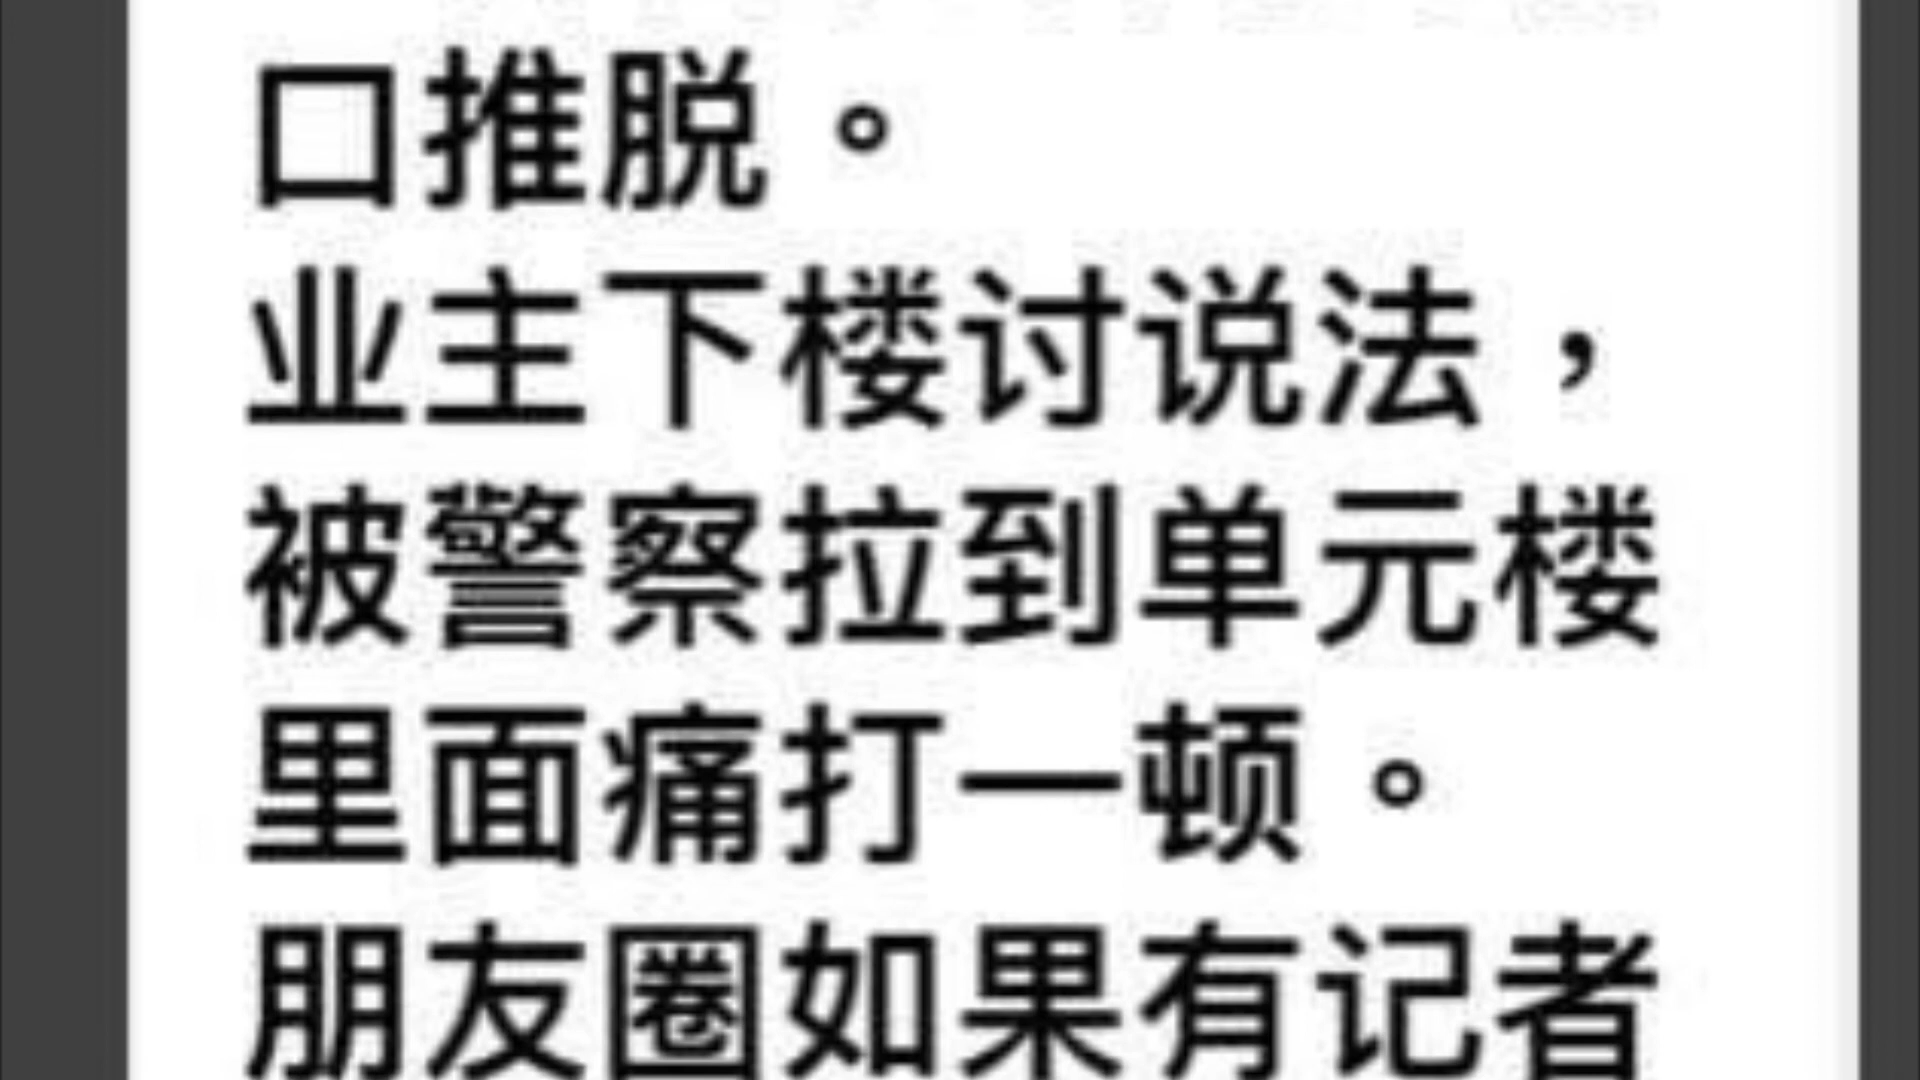 口推脱。
业主下楼讨说法，
被警察拉到单元楼
里面痛打一顿。
朋友圈如果有记者